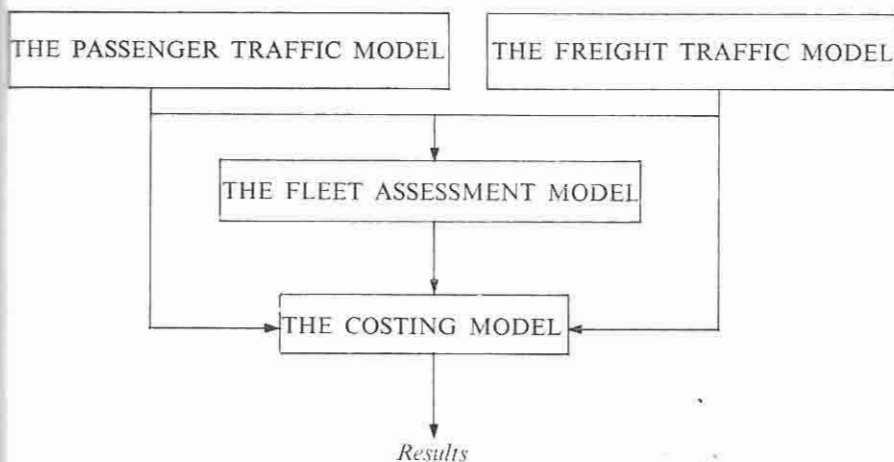 THE PASSENGER TRAFFIC MODEL
THE FREIGHT TRAFFIC MODEL
THE FLEET ASSESSMENT MODEL
THE COSTING MODEL
Results